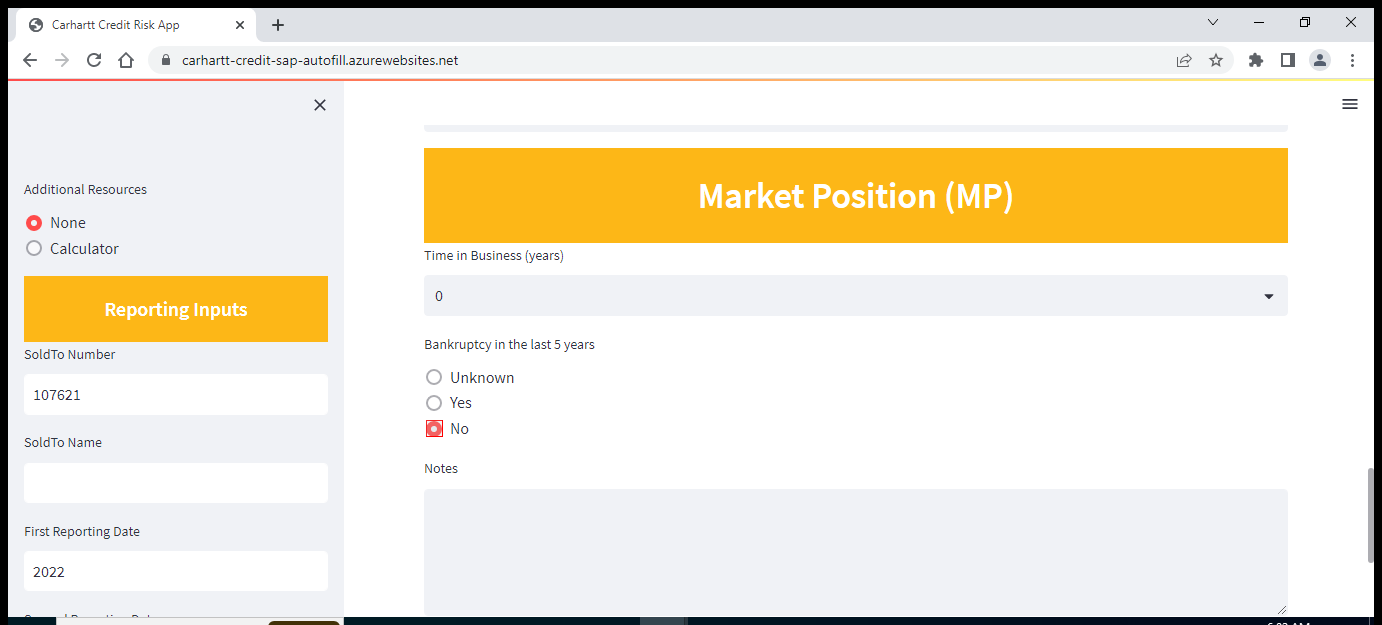 Carhartt Credit Risk App
carhartt-credit-sap-autofill.azurewebsites.net
Additional Resources
None
Calculator
Reporting Inputs
SoldTo Number
107621
SoldTo Name
First Reporting Date
2022
Market Position (MP)
Time in Business (years)
0
Bankruptcy in the last 5 years
Unknown
Yes
No
Notes